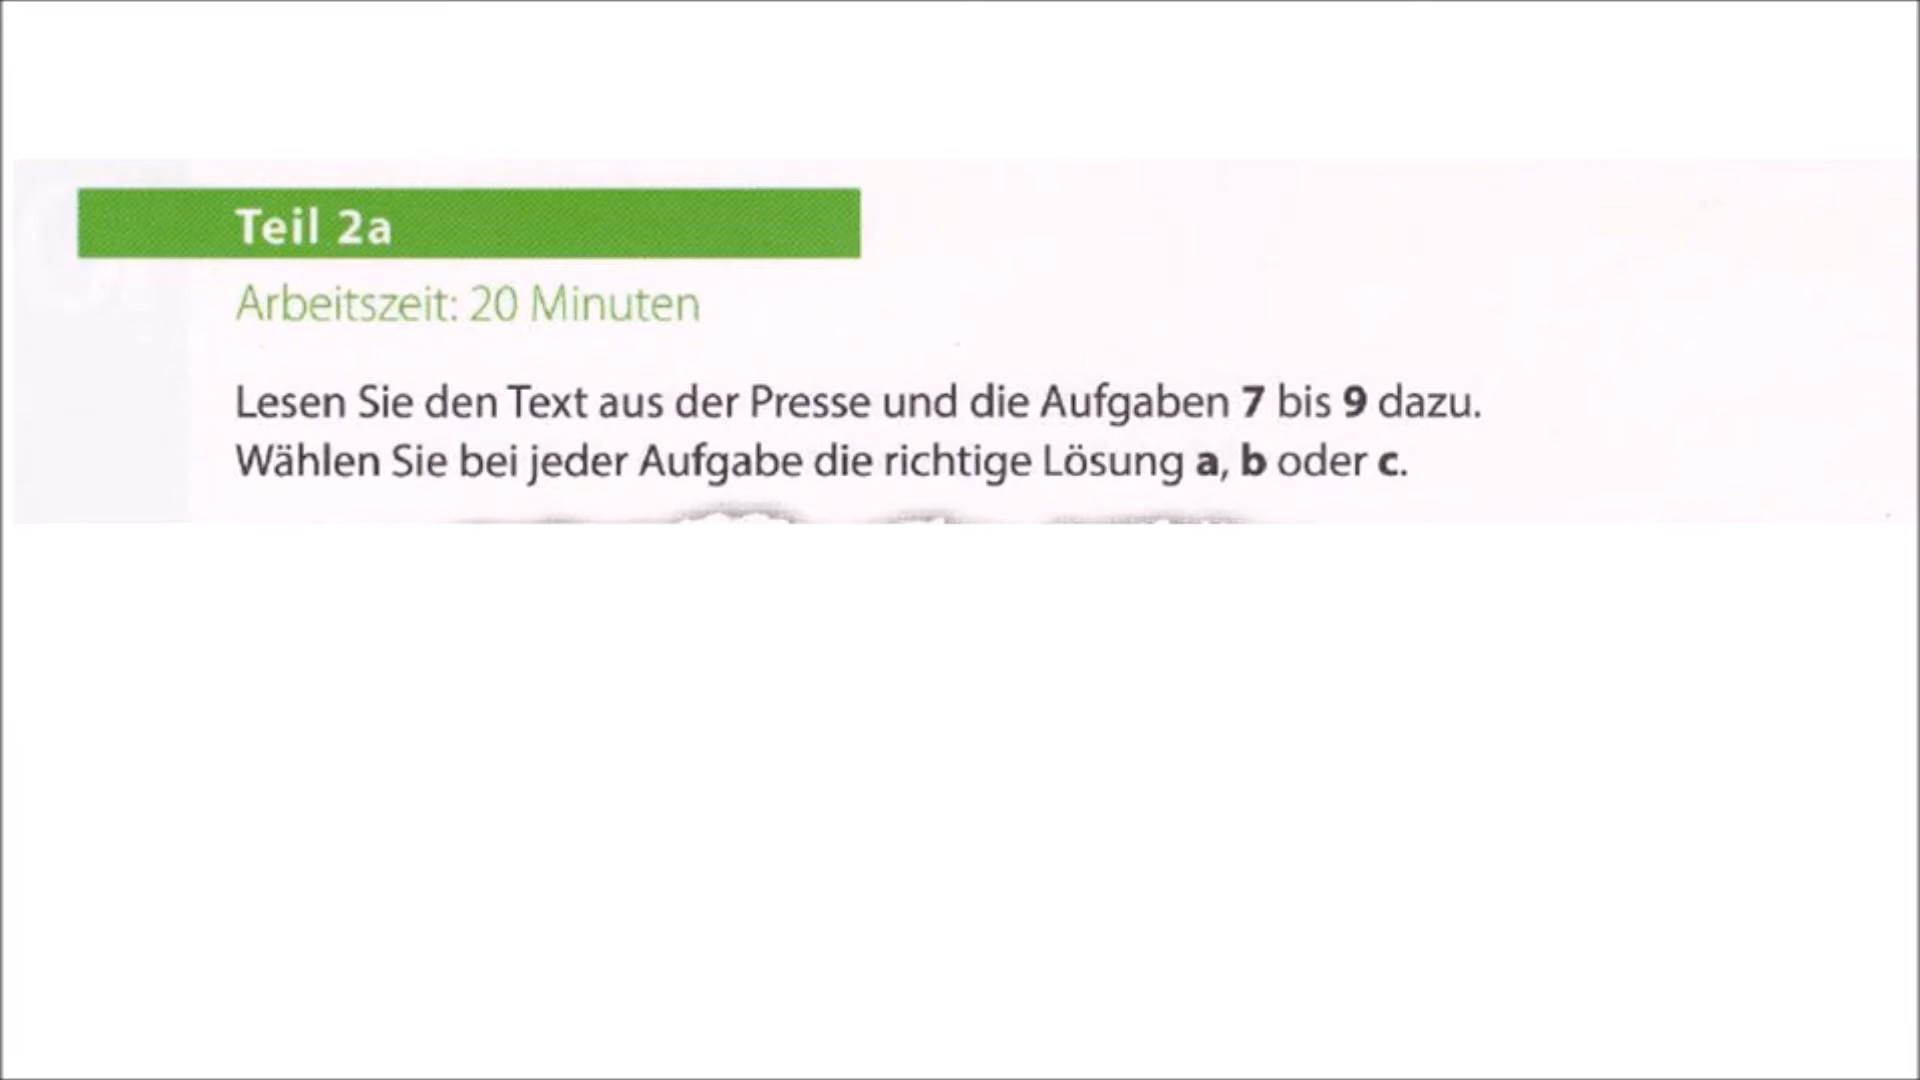 Teil 2a
Arbeitszeit: 20 Minuten
Lesen Sie den Text aus der Presse und die Aufgaben 7 bis 9 dazu.
Wählen Sie bei jeder Aufgabe die richtige Lösung a, b oder c.